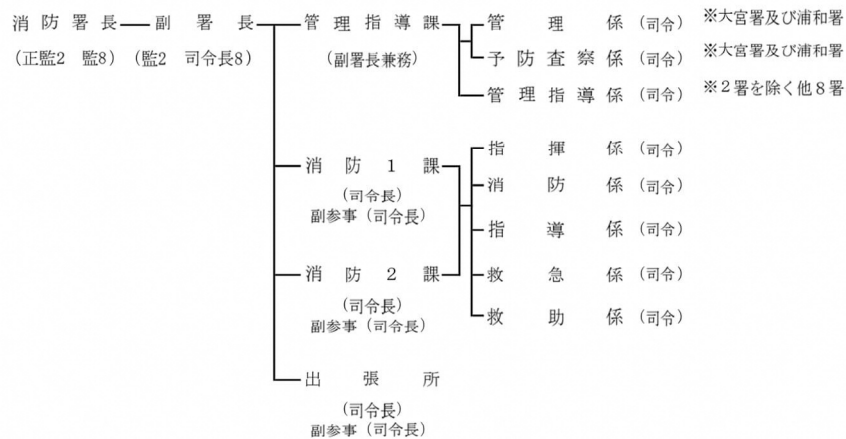 消防署長 副署長 管理指導課 管理係（司令） ※大宮署及び浦和署
（正監2 監8）（監2 司令長8） （副署長兼務） 予防査察係（司令） ※大宮署及び浦和署
管理指導係（司令） ※２署を除く他８署
指揮係（司令）
消防１課
（司令長） 消防係（司令）
副参事（司令長）
指導係（司令）
消防２課 救急係（司令）
（司令長）
副参事（司令長） 救助係（司令）
出張所
（司令長）
副参事（司令長）